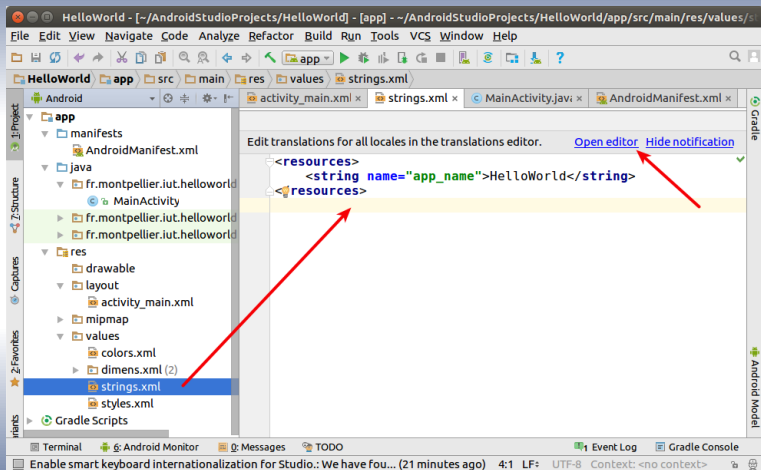 HelloWorld - [~/AndroidStudioProjects/HelloWorld] - [app] - ~/AndroidStudioProjects/HelloWorld/app/src/main/res/values/s
File Edit View Navigate Code Analyze Refactor Build Run Tools VCS Window Help
app
HelloWorld app src main res values strings.xml
Android
activity_main.xml × strings.xml × MainActivity.java × AndroidManifest.xml ×
1: Project
7: Structure
Captures
2: Favorites
app
manifests
AndroidManifest.xml
java
fr.montpellier.iut.helloworld
MainActivity
fr.montpellier.iut.helloworld
fr.montpellier.iut.helloworld
res
drawable
layout
activity_main.xml
mipmap
values
colors.xml
dimens.xml (2)
strings.xml
styles.xml
Gradle Scripts
Edit translations for all locales in the translations editor. Open editor Hide notification
<resources>
<string name="app_name">HelloWorld</string>
</resources>
Gradle
Android Model
Terminal 6: Android Monitor 0: Messages TODO Event Log Gradle Console
Enable smart keyboard internationalization for Studio.: We have fou... (21 minutes ago) 4:1 LF÷ UTF-8 Context: <no context>